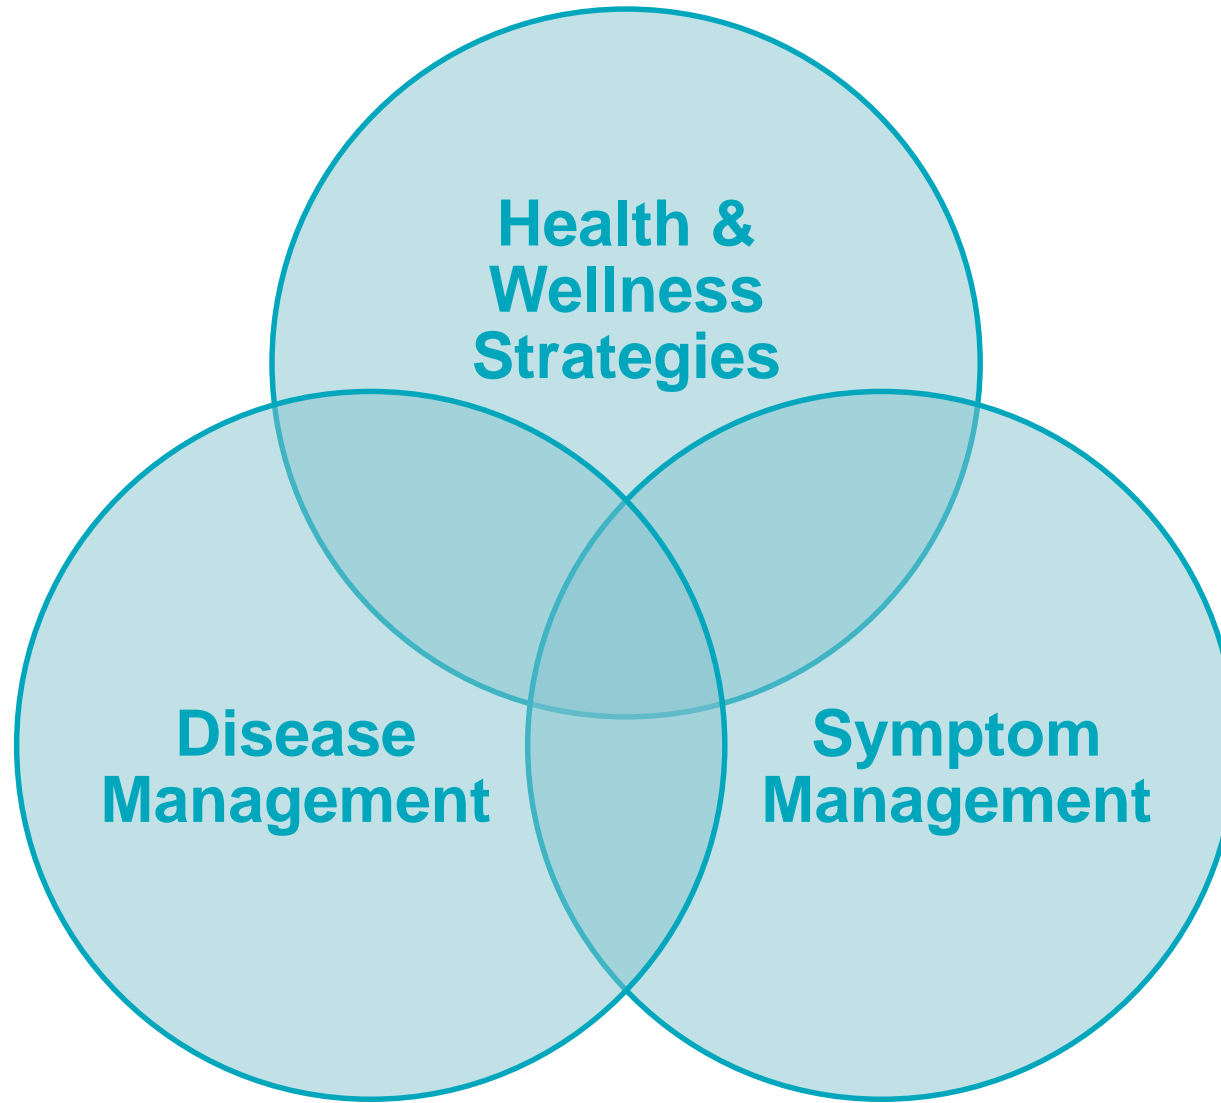 Health &
Wellness
Strategies
Disease
Management
Symptom
Management